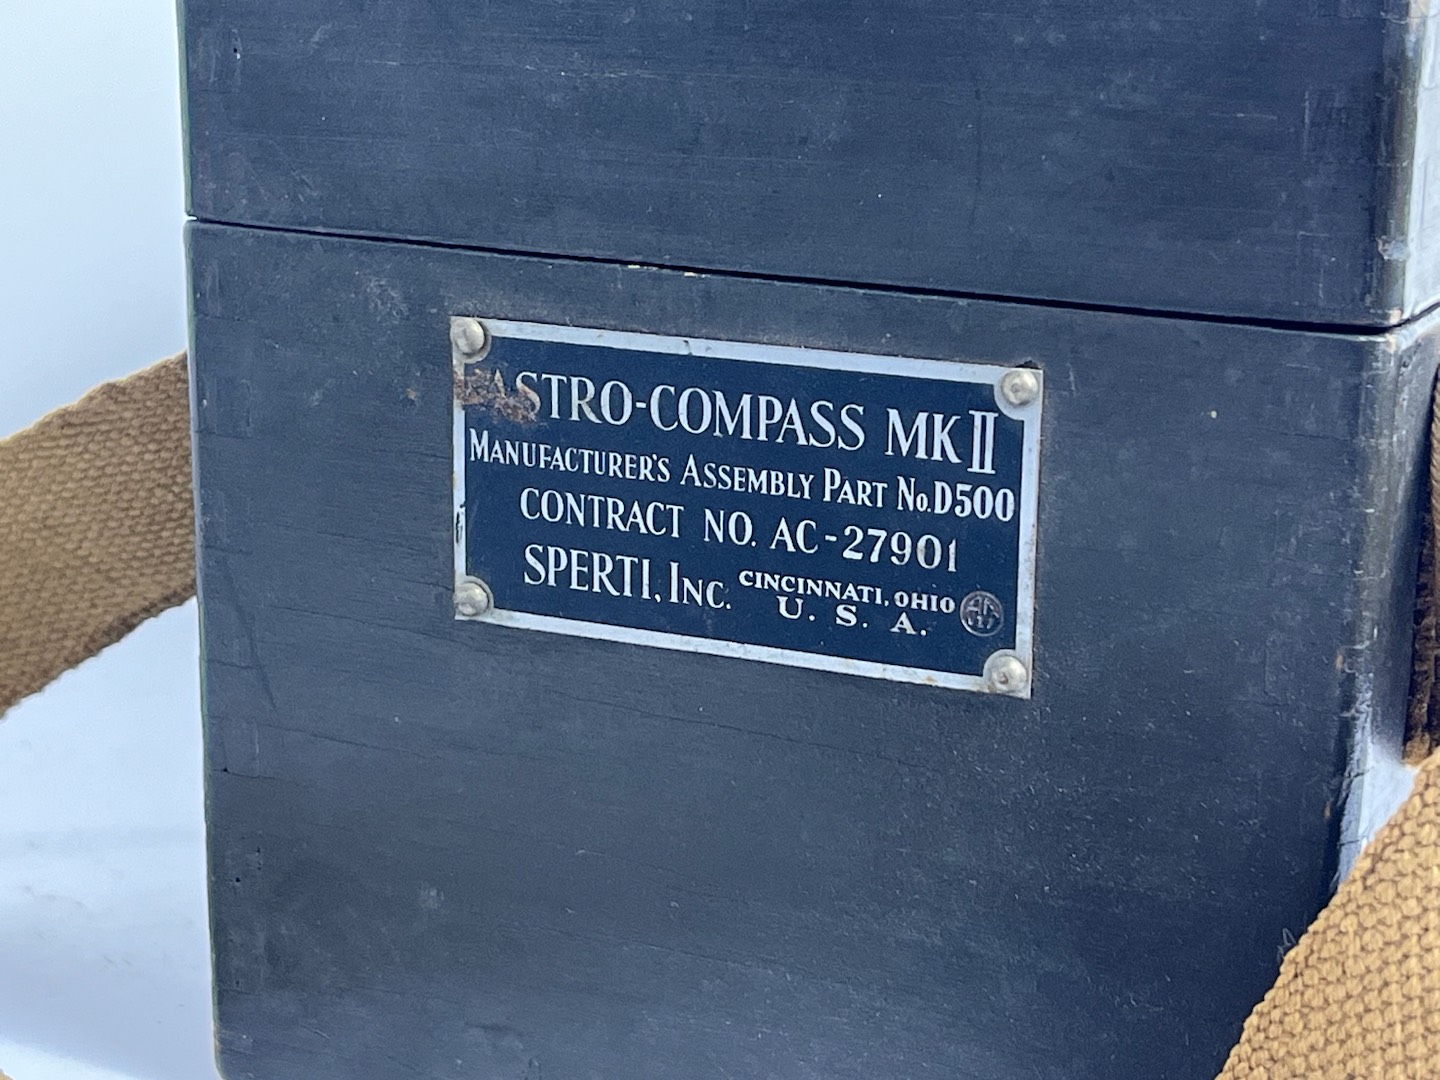 ASTRO-COMPASS MK II
MANUFACTURER'S ASSEMBLY PART NO. D500
CONTRACT NO. AC-27901
SPERTI, INC. CINCINNATI, OHIO
U. S. A.